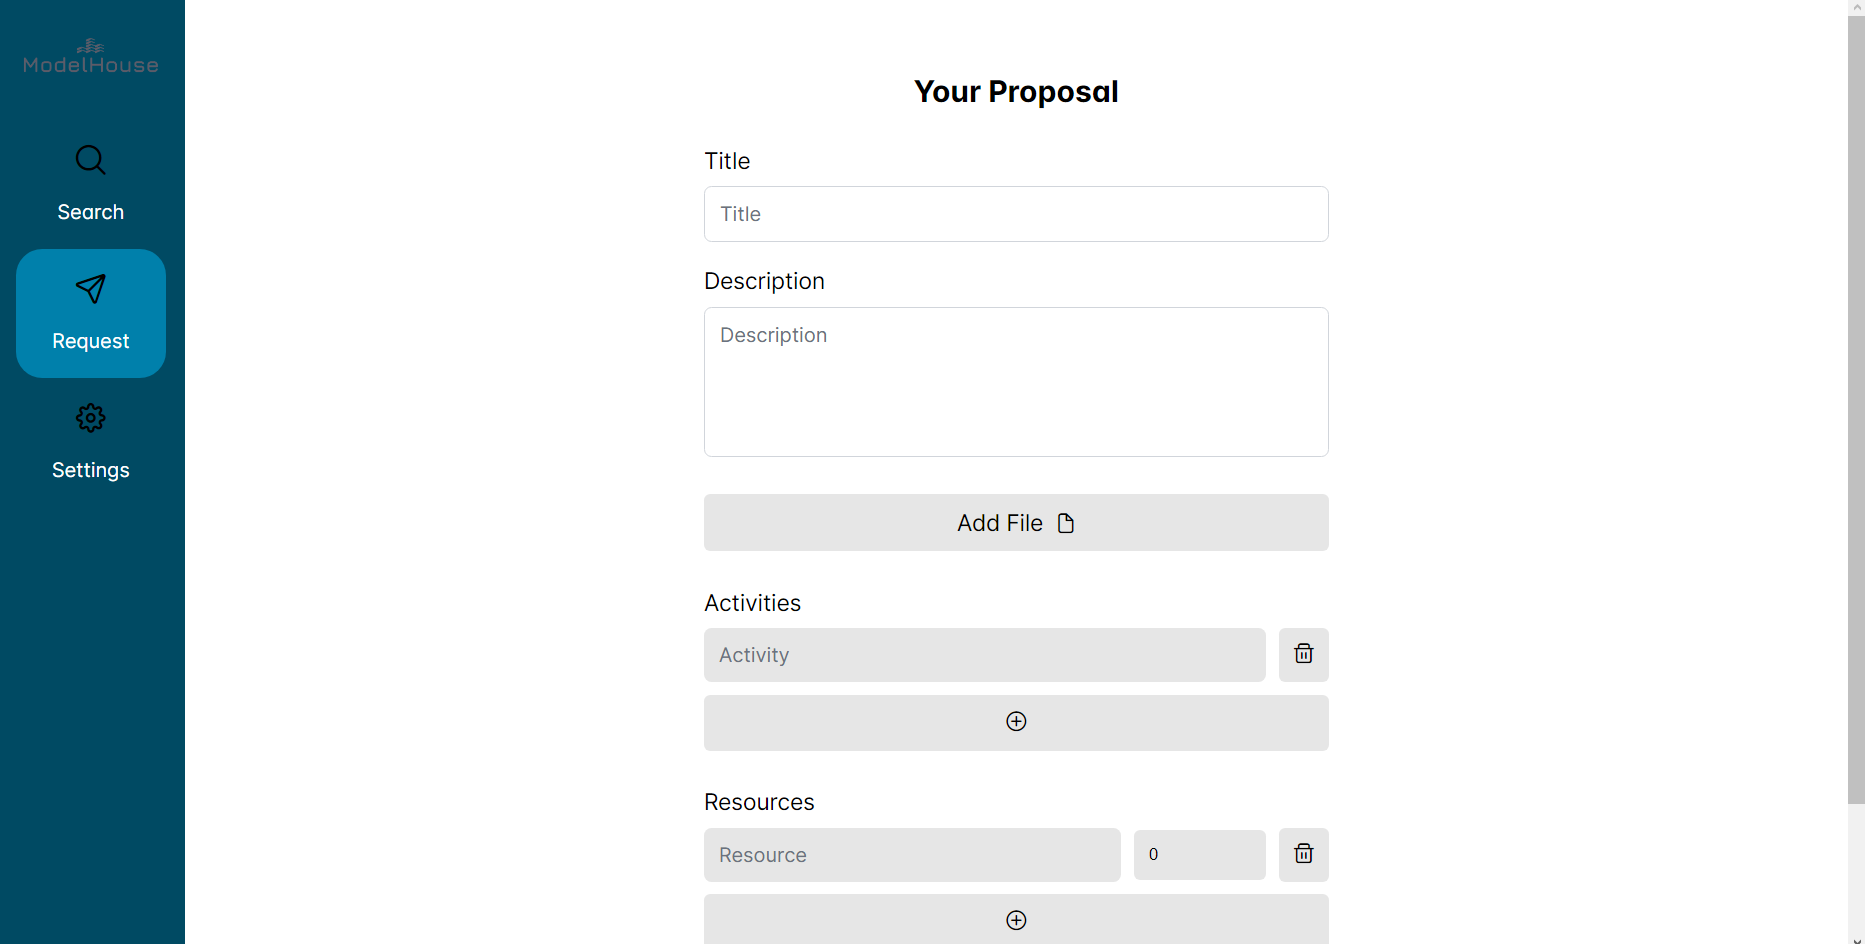 ModelHouse
Search
Request
Settings
Your Proposal
Title
Title
Description
Description
Add File
Activities
Activity
Resources
Resource
0